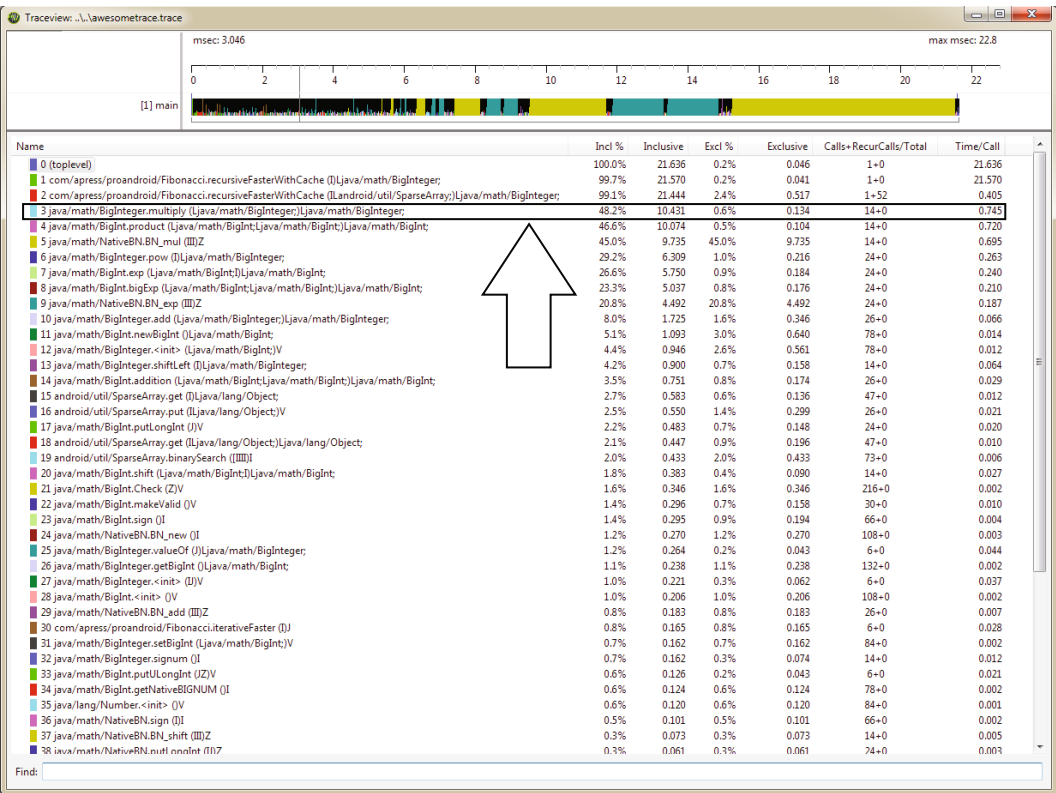 Traceview: ..\..\awesometrace.trace
msec: 3.046 max msec: 22.8
0 2 4 6 8 10 12 14 16 18 20 22
[1] main
Name Incl % Inclusive Excl % Exclusive Calls+RecurCalls/Total Time/Call
0 (toplevel) 100.0% 21.636 0.2% 0.046 1+0 21.636
1 com/apress/proandroid/Fibonacci.recursiveFasterWithCache (I)Ljava/math/BigInteger; 99.7% 21.570 0.2% 0.041 1+0 21.570
2 com/apress/proandroid/Fibonacci.recursiveFasterWithCache (ILandroid/util/SparseArray;)Ljava/math/BigInteger; 99.1% 21.444 2.4% 0.517 1+52 0.405
3 java/math/BigInteger.multiply (Ljava/math/BigInteger;)Ljava/math/BigInteger; 48.2% 10.431 0.6% 0.134 14+0 0.745
4 java/math/BigInt.product (Ljava/math/BigInt;Ljava/math/BigInt;)Ljava/math/BigInt; 46.6% 10.074 0.5% 0.104 14+0 0.720
5 java/math/NativeBN.BN_mul (III)Z 45.0% 9.735 45.0% 9.735 14+0 0.695
6 java/math/BigInteger.pow (I)Ljava/math/BigInteger; 29.2% 6.309 1.0% 0.216 24+0 0.263
7 java/math/BigInt.exp (Ljava/math/BigInt;I)Ljava/math/BigInt; 26.6% 5.750 0.9% 0.184 24+0 0.240
8 java/math/BigInt.bigExp (Ljava/math/BigInt;Ljava/math/BigInt;)Ljava/math/BigInt; 23.3% 5.037 0.8% 0.176 24+0 0.210
9 java/math/NativeBN.BN_exp (III)Z 20.8% 4.492 20.8% 4.492 24+0 0.187
10 java/math/BigInteger.add (Ljava/math/BigInteger;)Ljava/math/BigInteger; 8.0% 1.725 1.6% 0.346 26+0 0.066
11 java/math/BigInt.newBigInt ()Ljava/math/BigInt; 5.1% 1.093 3.0% 0.640 78+0 0.014
12 java/math/BigInteger.<init> (Ljava/math/BigInt;)V 4.4% 0.946 2.6% 0.561 78+0 0.012
13 java/math/BigInteger.shiftLeft (I)Ljava/math/BigInteger; 4.2% 0.900 0.7% 0.158 14+0 0.064
14 java/math/BigInt.addition (Ljava/math/BigInt;Ljava/math/BigInt;)Ljava/math/BigInt; 3.5% 0.751 0.8% 0.174 26+0 0.029
15 android/util/SparseArray.get (I)Ljava/lang/Object; 2.7% 0.583 0.6% 0.136 47+0 0.012
16 android/util/SparseArray.put (ILjava/lang/Object;)V 2.5% 0.550 1.4% 0.299 26+0 0.021
17 java/math/BigInt.putLongInt (J)V 2.2% 0.483 0.7% 0.148 24+0 0.020
18 android/util/SparseArray.get (ILjava/lang/Object;)Ljava/lang/Object; 2.1% 0.447 0.9% 0.196 47+0 0.010
19 android/util/SparseArray.binarySearch ([IIII)I 2.0% 0.433 2.0% 0.433 73+0 0.006
20 java/math/BigInt.shift (Ljava/math/BigInt;I)Ljava/math/BigInt; 1.8% 0.383 0.4% 0.090 14+0 0.027
21 java/math/BigInt.Check (Z)V 1.6% 0.346 1.6% 0.346 216+0 0.002
22 java/math/BigInt.makeValid ()V 1.4% 0.296 0.7% 0.158 30+0 0.010
23 java/math/BigInt.sign ()I 1.4% 0.295 0.9% 0.194 66+0 0.004
24 java/math/NativeBN.BN_new ()I 1.2% 0.270 1.2% 0.270 108+0 0.003
25 java/math/BigInteger.valueOf (J)Ljava/math/BigInteger; 1.2% 0.264 0.2% 0.043 6+0 0.044
26 java/math/BigInteger.getBigInt ()Ljava/math/BigInt; 1.1% 0.238 1.1% 0.238 132+0 0.002
27 java/math/BigInteger.<init> (IJ)V 1.0% 0.221 0.3% 0.062 6+0 0.037
28 java/math/BigInt.<init> ()V 1.0% 0.206 1.0% 0.206 108+0 0.002
29 java/math/NativeBN.BN_add (III)Z 0.8% 0.183 0.8% 0.183 26+0 0.007
30 com/apress/proandroid/Fibonacci.iterativeFaster (I)J 0.8% 0.165 0.8% 0.165 6+0 0.028
31 java/math/BigInteger.setBigInt (Ljava/math/BigInt;)V 0.7% 0.162 0.7% 0.162 84+0 0.002
32 java/math/BigInteger.signum ()I 0.7% 0.162 0.3% 0.074 14+0 0.012
33 java/math/BigInt.putULongInt (JZ)V 0.6% 0.126 0.2% 0.043 6+0 0.021
34 java/math/BigInt.getNativeBIGNUM ()I 0.6% 0.124 0.6% 0.124 78+0 0.002
35 java/lang/Number.<init> ()V 0.6% 0.120 0.6% 0.120 84+0 0.001
36 java/math/NativeBN.sign (I)I 0.5% 0.101 0.5% 0.101 66+0 0.002
37 java/math/NativeBN.BN_shift (III)Z 0.3% 0.073 0.3% 0.073 14+0 0.005
38 java/math/NativeBN.putLongInt (IJ)Z 0.3% 0.061 0.3% 0.061 24+0 0.003
Find: